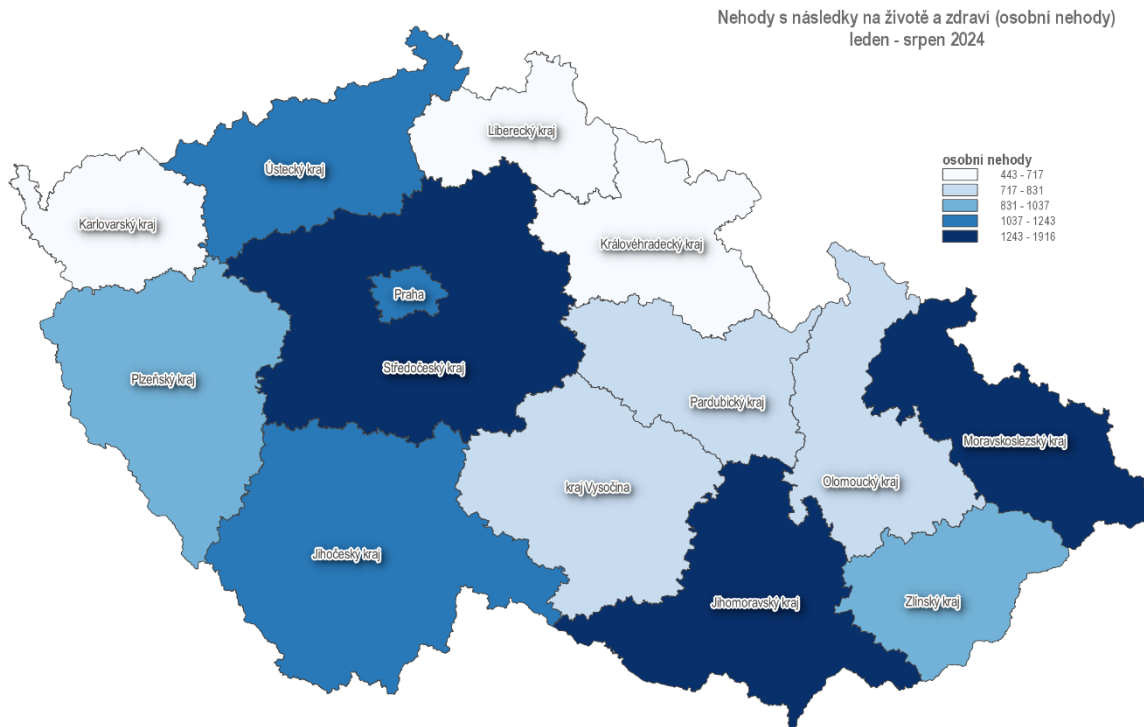 Nehody s následky na životě a zdraví (osobní nehody)
leden - srpen 2024
Liberecký kraj
osobní nehody
443 - 717
717 - 831
831 - 1037
1037 - 1243
1243 - 1916
Ústecký kraj
Karlovarský kraj
Královéhradecký kraj
Praha
Středočeský kraj
Plzeňský kraj
Pardubický kraj
Moravskoslezský kraj
Olomoucký kraj
kraj Vysočina
Jihočeský kraj
Jihomoravský kraj
Zlínský kraj